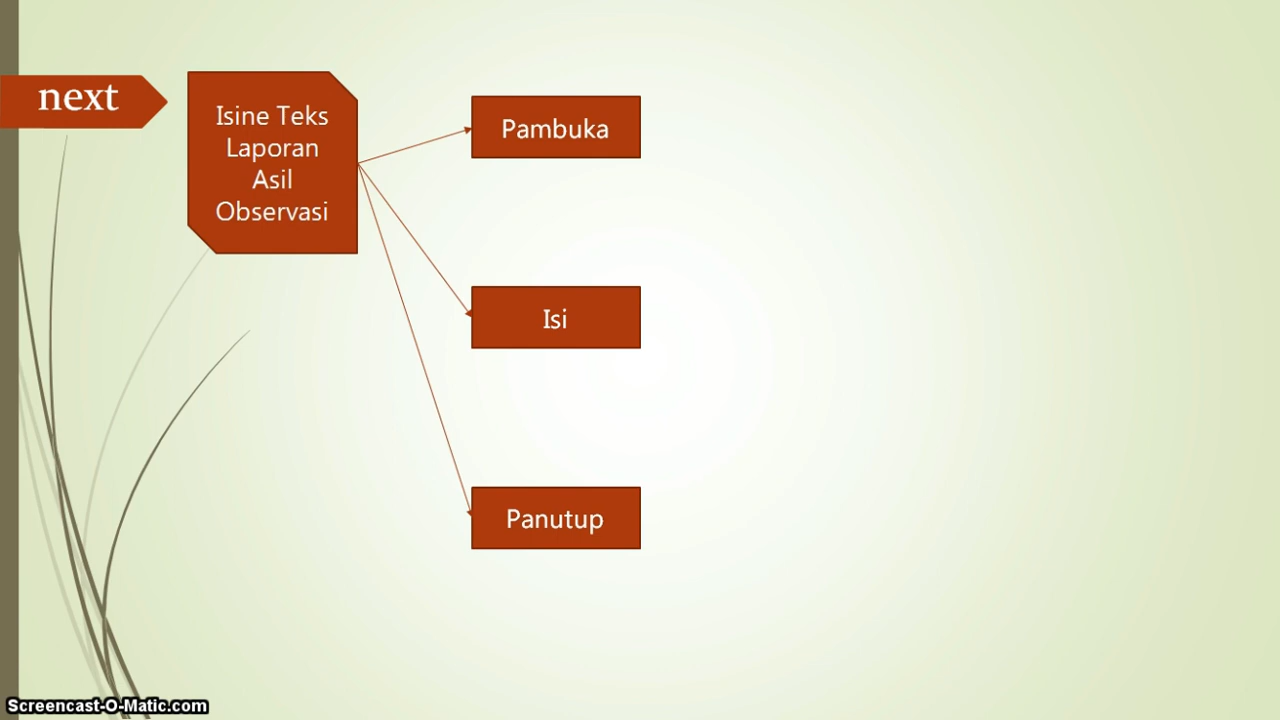 next
Isine Teks
Laporan
Asil
Observasi
Pambuka
Isi
Panutup
Screencast-O-Matic.com